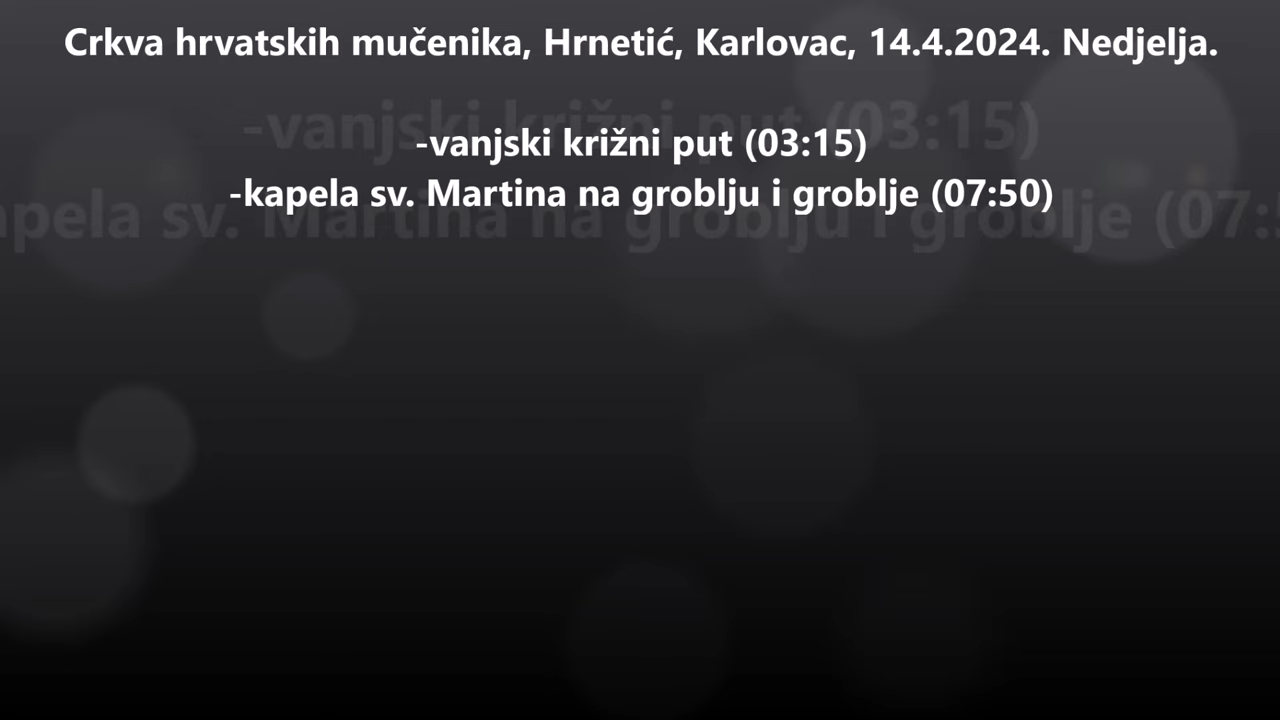 Crkva hrvatskih mučenika, Hrnetić, Karlovac, 14.4.2024. Nedjelja.
-vanjski križni put (03:15)
-kapela sv. Martina na groblju i groblje (07:50)